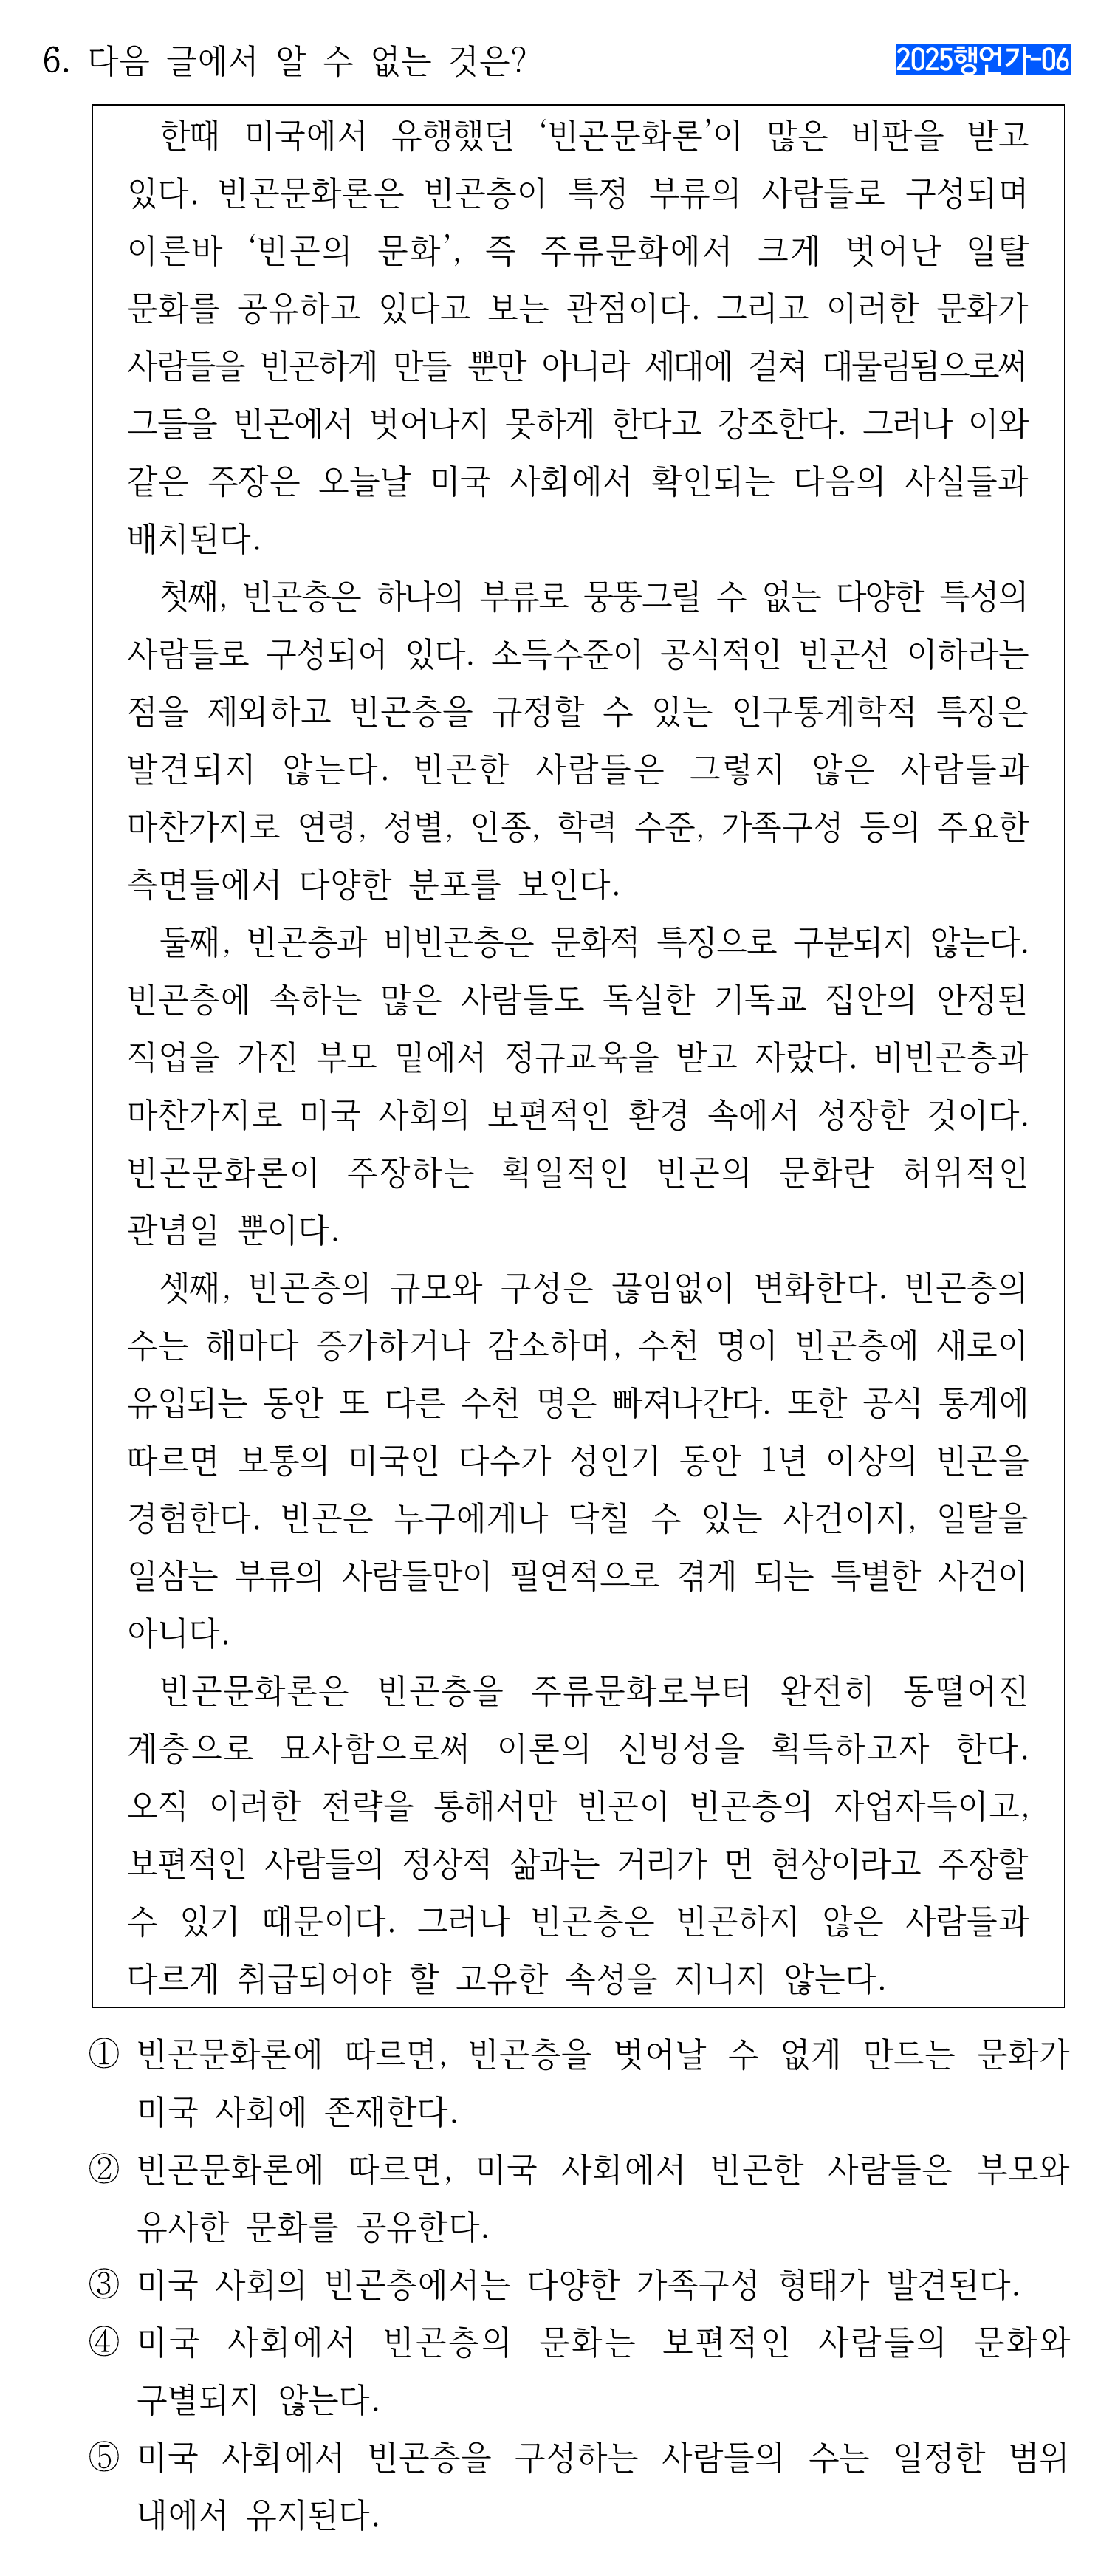 6. 다음 글에서 알 수 없는 것은?
2025행언가-06
한때 미국에서 유행했던 ‘빈곤문화론’이 많은 비판을 받고
있다. 빈곤문화론은 빈곤층이 특정 부류의 사람들로 구성되며
이른바 ‘빈곤의 문화’, 즉 주류문화에서 크게 벗어난 일탈
문화를 공유하고 있다고 보는 관점이다. 그리고 이러한 문화가
사람들을 빈곤하게 만들 뿐만 아니라 세대에 걸쳐 대물림됨으로써
그들을 빈곤에서 벗어나지 못하게 한다고 강조한다. 그러나 이와
같은 주장은 오늘날 미국 사회에서 확인되는 다음의 사실들과
배치된다.
첫째, 빈곤층은 하나의 부류로 뭉뚱그릴 수 없는 다양한 특성의
사람들로 구성되어 있다. 소득수준이 공식적인 빈곤선 이하라는
점을 제외하고 빈곤층을 규정할 수 있는 인구통계학적 특징은
발견되지 않는다. 빈곤한 사람들은 그렇지 않은 사람들과
마찬가지로 연령, 성별, 인종, 학력 수준, 가족구성 등의 주요한
측면들에서 다양한 분포를 보인다.
둘째, 빈곤층과 비빈곤층은 문화적 특징으로 구분되지 않는다.
빈곤층에 속하는 많은 사람들도 독실한 기독교 집안의 안정된
직업을 가진 부모 밑에서 정규교육을 받고 자랐다. 비빈곤층과
마찬가지로 미국 사회의 보편적인 환경 속에서 성장한 것이다.
빈곤문화론이 주장하는 획일적인 빈곤의 문화란 허위적인
관념일 뿐이다.
셋째, 빈곤층의 규모와 구성은 끊임없이 변화한다. 빈곤층의
수는 해마다 증가하거나 감소하며, 수천 명이 빈곤층에 새로이
유입되는 동안 또 다른 수천 명은 빠져나간다. 또한 공식 통계에
따르면 보통의 미국인 다수가 성인기 동안 1년 이상의 빈곤을
경험한다. 빈곤은 누구에게나 닥칠 수 있는 사건이지, 일탈을
일삼는 부류의 사람들만이 필연적으로 겪게 되는 특별한 사건이
아니다.
빈곤문화론은 빈곤층을 주류문화로부터 완전히 동떨어진
계층으로 묘사함으로써 이론의 신빙성을 획득하고자 한다.
오직 이러한 전략을 통해서만 빈곤이 빈곤층의 자업자득이고,
보편적인 사람들의 정상적 삶과는 거리가 먼 현상이라고 주장할
수 있기 때문이다. 그러나 빈곤층은 빈곤하지 않은 사람들과
다르게 취급되어야 할 고유한 속성을 지니지 않는다.
① 빈곤문화론에 따르면, 빈곤층을 벗어날 수 없게 만드는 문화가
미국 사회에 존재한다.
② 빈곤문화론에 따르면, 미국 사회에서 빈곤한 사람들은 부모와
유사한 문화를 공유한다.
③ 미국 사회의 빈곤층에서는 다양한 가족구성 형태가 발견된다.
④ 미국 사회에서 빈곤층의 문화는 보편적인 사람들의 문화와
구별되지 않는다.
⑤ 미국 사회에서 빈곤층을 구성하는 사람들의 수는 일정한 범위
내에서 유지된다.